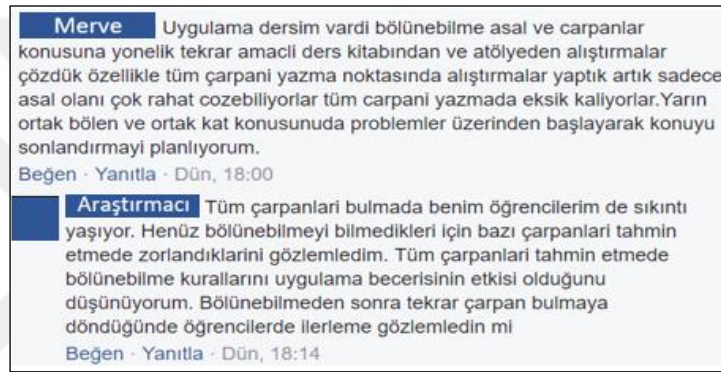 Merve Uygulama dersim vardi bölünebilme asal ve carpanlar
konusuna yonelik tekrar amacli ders kitabından ve atölyeden alıştırmalar
çözdük özellikle tüm çarpani yazma noktasında alıştırmalar yaptık artık sadece
asal olanı çok rahat cozebiliyorlar tüm carpani yazmada eksik kaliyorlar.Yarın
ortak bölen ve ortak kat konusunuda problemler üzerinden başlayarak konuyu
sonlandırmayi planlıyorum.
Beğen · Yanıtla · Dün, 18:00
Araştırmacı Tüm çarpanlari bulmada benim öğrencilerim de sıkıntı
yaşıyor. Henüz bölünebilmeyi bilmedikleri için bazı çarpanlari tahmin
etmede zorlandıklarini gözlemledim. Tüm çarpanlari tahmin etmede
bölünebilme kurallarını uygulama becerisinin etkisi olduğunu
düşünüyorum. Bölünebilmeden sonra tekrar çarpan bulmaya
döndüğünde öğrencilerde ilerleme gözlemledin mi
Beğen · Yanıtla · Dün, 18:14